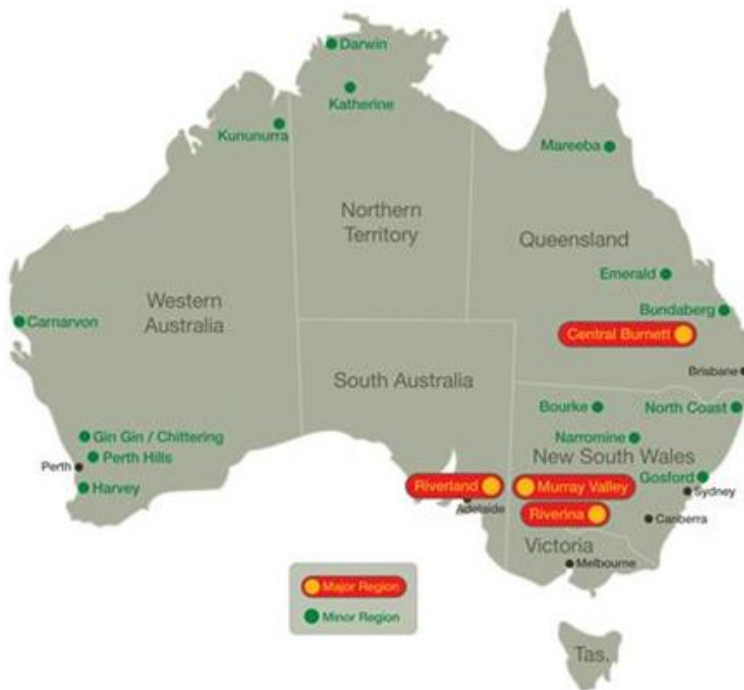 Darwin
Katherine
Kununurra
Mareeba
Northern
Territory
Queensland
Emerald
Western
Australia
Carnarvon
Bundaberg
Central Burnett
Brisbane
South Australia
Bourke
North Coast
Gin Gin / Chittering
Narromine
Perth Hills
Perth
New South Wales
Gosford
Harvey
Riverland
Murray Valley
Sydney
Adelaide
Riverina
Canberra
Victoria
Melbourne
Major Region
Minor Region
Tas.